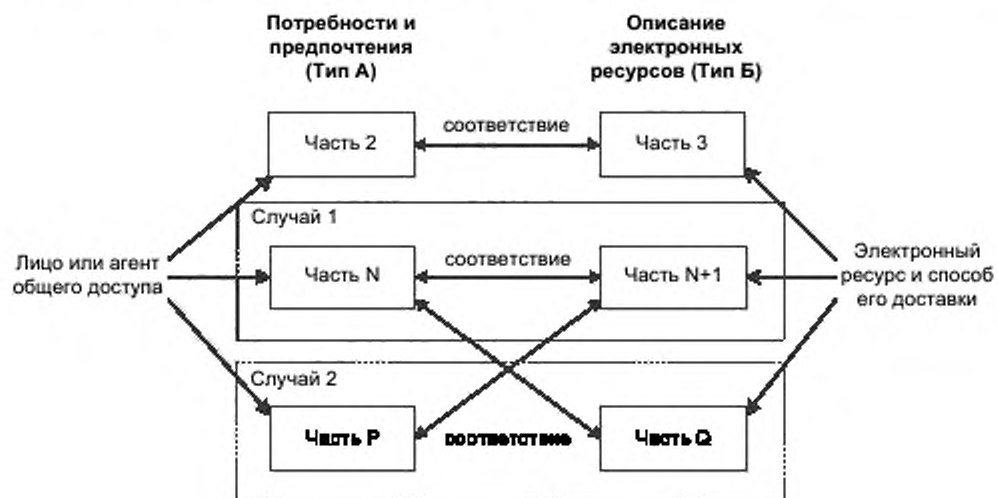 Потребности и
предпочтения
(Тип А)
Описание
электронных
ресурсов (Тип Б)
Часть 2
соответствие
Часть 3
Случай 1
Лицо или агент
общего доступа
Часть N
соответствие
Часть N+1
Электронный
ресурс и способ
его доставки
Случай 2
Часть P
соответствие
Часть Q